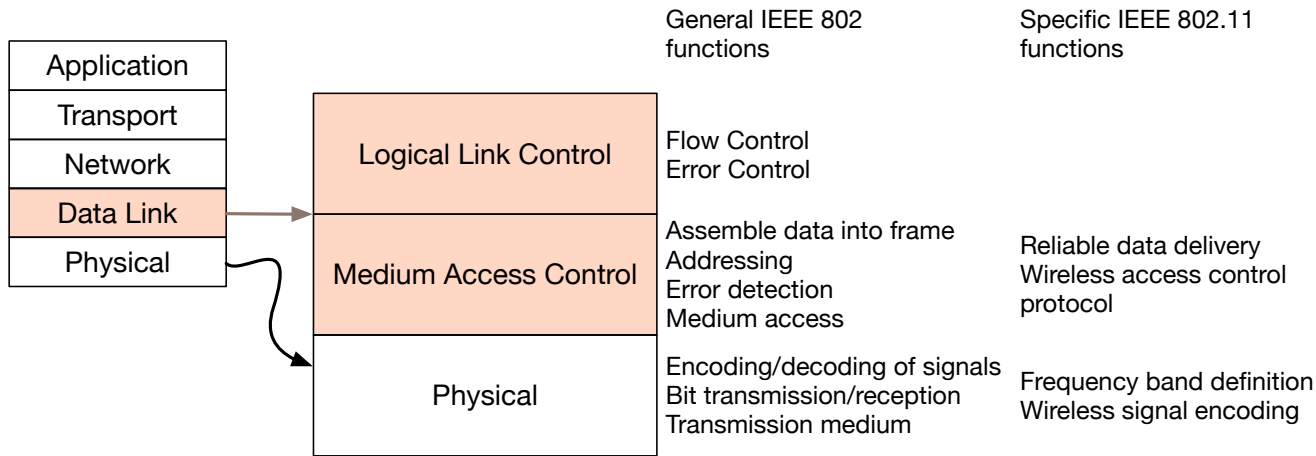 General IEEE 802
functions
Specific IEEE 802.11
functions
Application
Transport
Network
Data Link
Physical
Logical Link Control
Flow Control
Error Control
Medium Access Control
Assemble data into frame
Addressing
Error detection
Medium access
Reliable data delivery
Wireless access control
protocol
Physical
Encoding/decoding of signals
Bit transmission/reception
Transmission medium
Frequency band definition
Wireless signal encoding